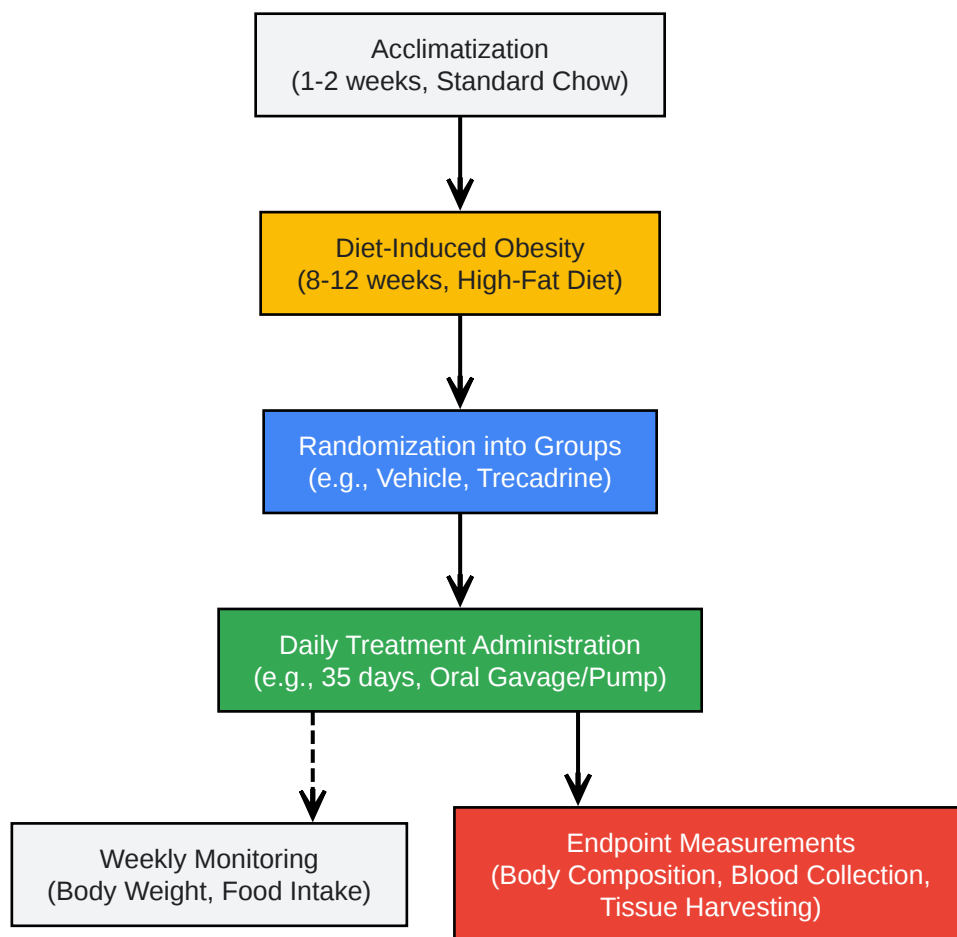 Acclimatization
(1-2 weeks, Standard Chow)
Diet-Induced Obesity
(8-12 weeks, High-Fat Diet)
Randomization into Groups
(e.g., Vehicle, Trecadrine)
Daily Treatment Administration
(e.g., 35 days, Oral Gavage/Pump)
Weekly Monitoring
(Body Weight, Food Intake)
Endpoint Measurements
(Body Composition, Blood Collection,
Tissue Harvesting)